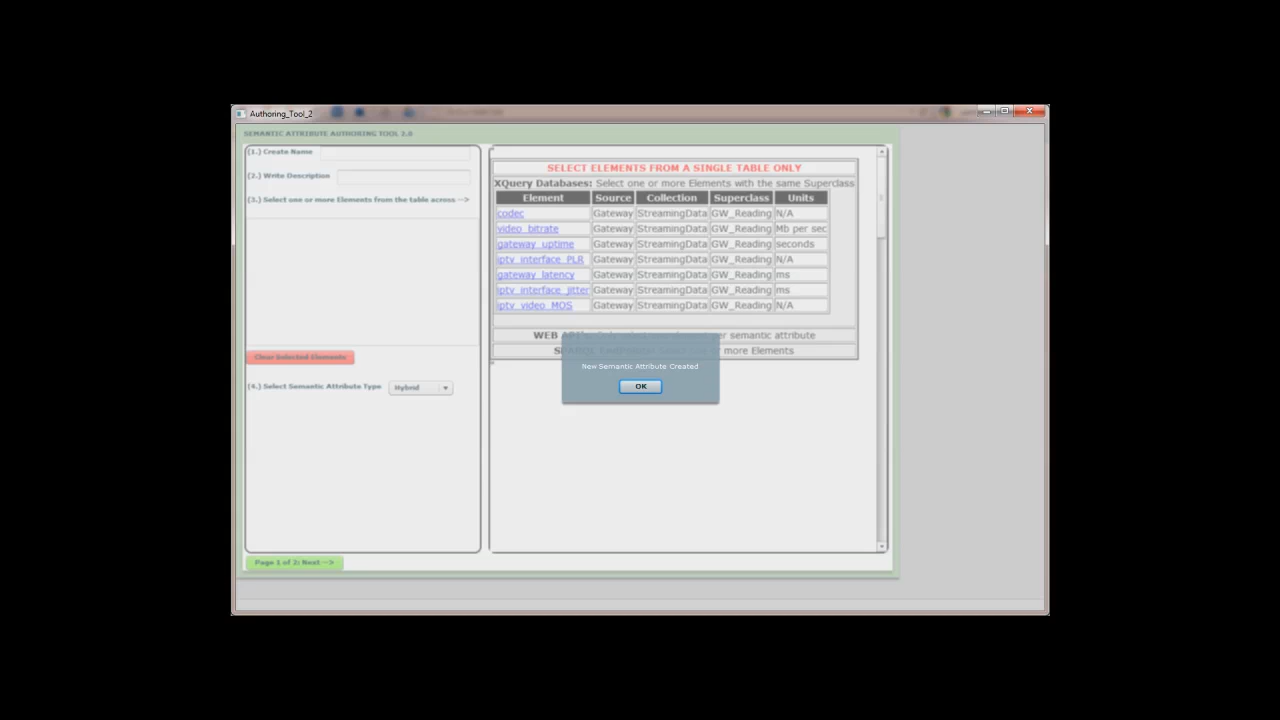 Authoring_Tool_2
SEMANTIC ATTRIBUTE AUTHORING TOOL 2.0
(1.) Create Name
(2.) Write Description
(3.) Select one or more Elements from the table across -->
Clear Selected Elements
(4.) Select Semantic Attribute Type Hybrid
Page 1 of 2: Next -->
SELECT ELEMENTS FROM A SINGLE TABLE ONLY
XQuery Databases: Select one or more Elements with the same Superclass
Element Source Collection Superclass Units
codec Gateway StreamingData GW_Reading N/A
video_bitrate Gateway StreamingData GW_Reading Mb per sec
gateway_uptime Gateway StreamingData GW_Reading seconds
iptv_interface_PLR Gateway StreamingData GW_Reading N/A
gateway_latency Gateway StreamingData GW_Reading ms
iptv_interface_jitter Gateway StreamingData GW_Reading ms
iptv_video_MOS Gateway StreamingData GW_Reading N/A
WEB semantic attribute
or more Elements
New Semantic Attribute Created
OK